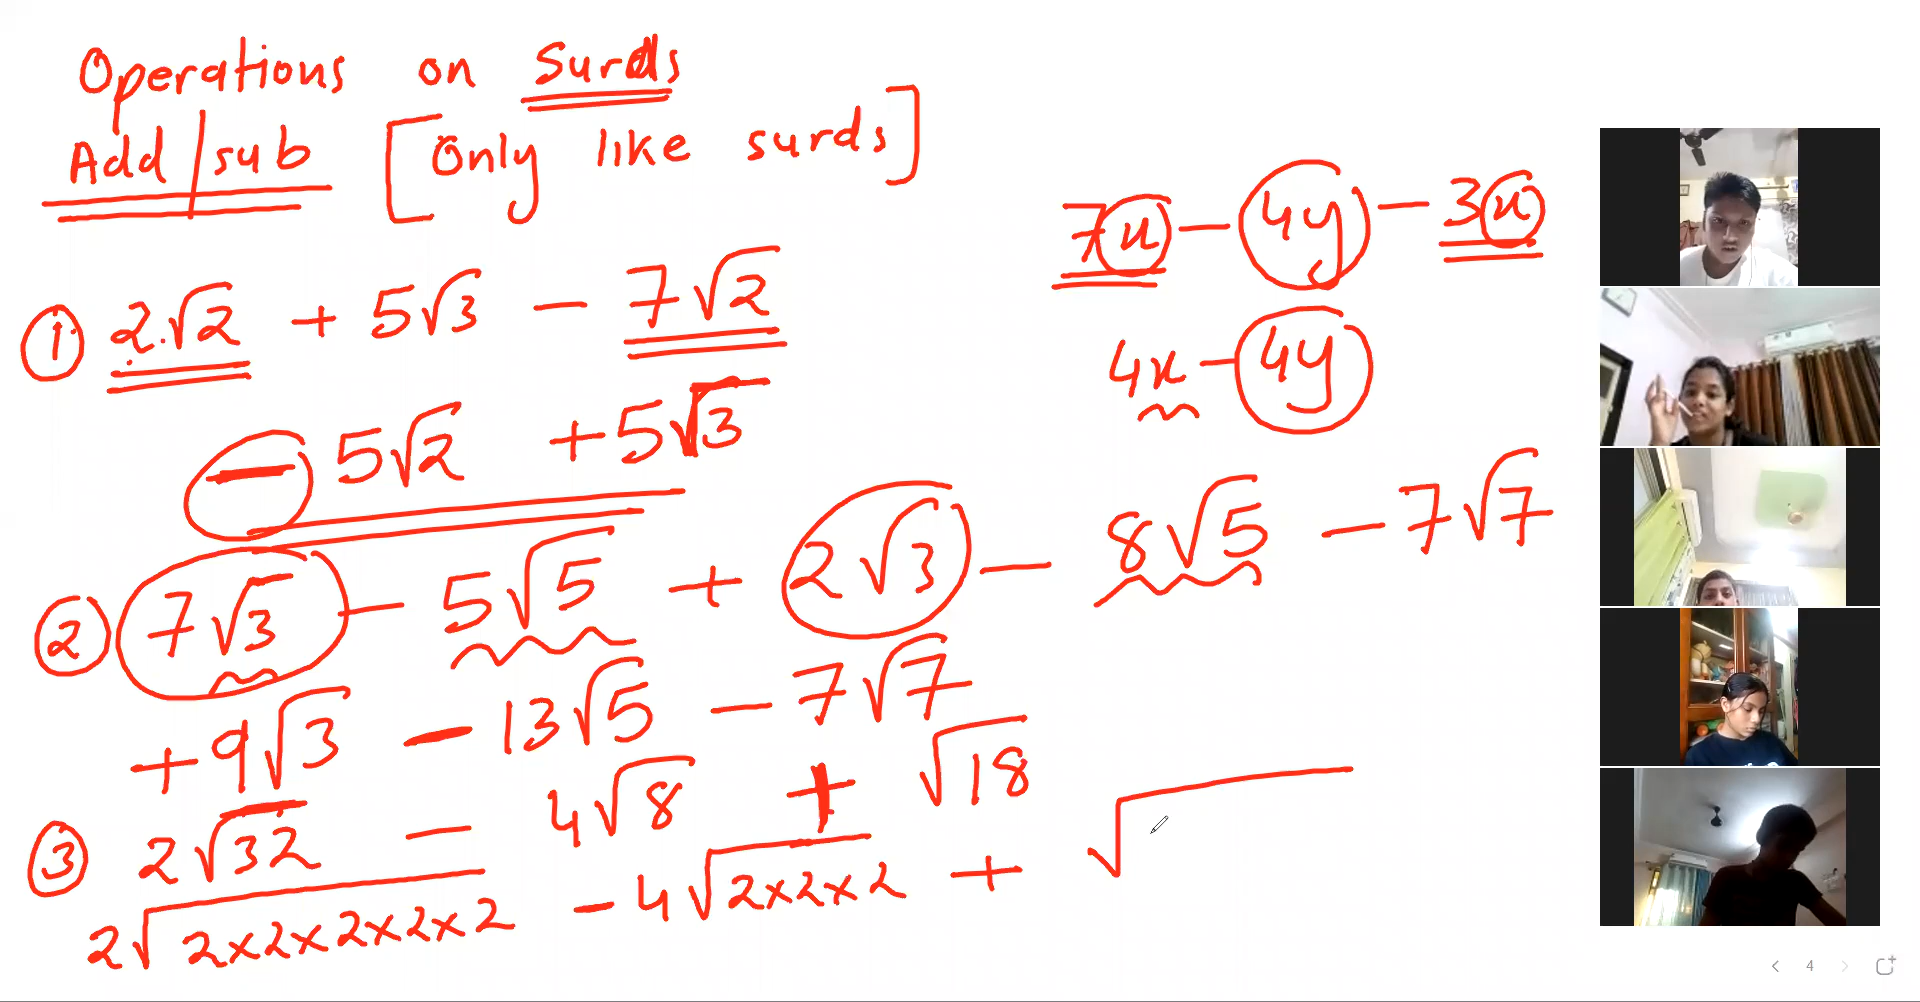 Operations on Surds
Add/sub [Only like surds]
7x - 4y - 3x
① 2.√2 + 5√3 - 7√2
4x - 4y
- 5√2 + 5√3
② 7√3 - 5√5 + 2√3 - 8√5 - 7√7
+ 9√3 - 13√5 - 7√7
③ 2√32 - 4√8 + √18
2√2×2×2×2×2 - 4√2×2×2 + √
4